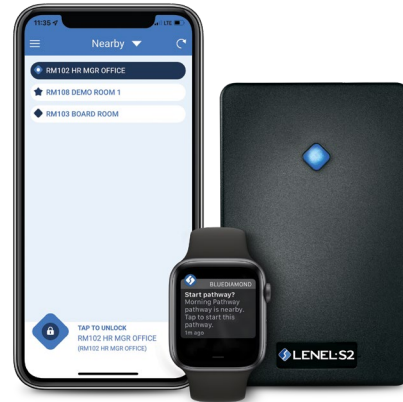 11:35
LTE
Nearby
RM102 HR MGR OFFICE
RM108 DEMO ROOM 1
RM103 BOARD ROOM
TAP TO UNLOCK
RM102 HR MGR OFFICE
(RM102 HR MGR OFFICE)
BLUEDIAMOND
Start pathway?
Morning Pathway
pathway is nearby.
Tap to start this
pathway.
1m ago
LENEL:S2